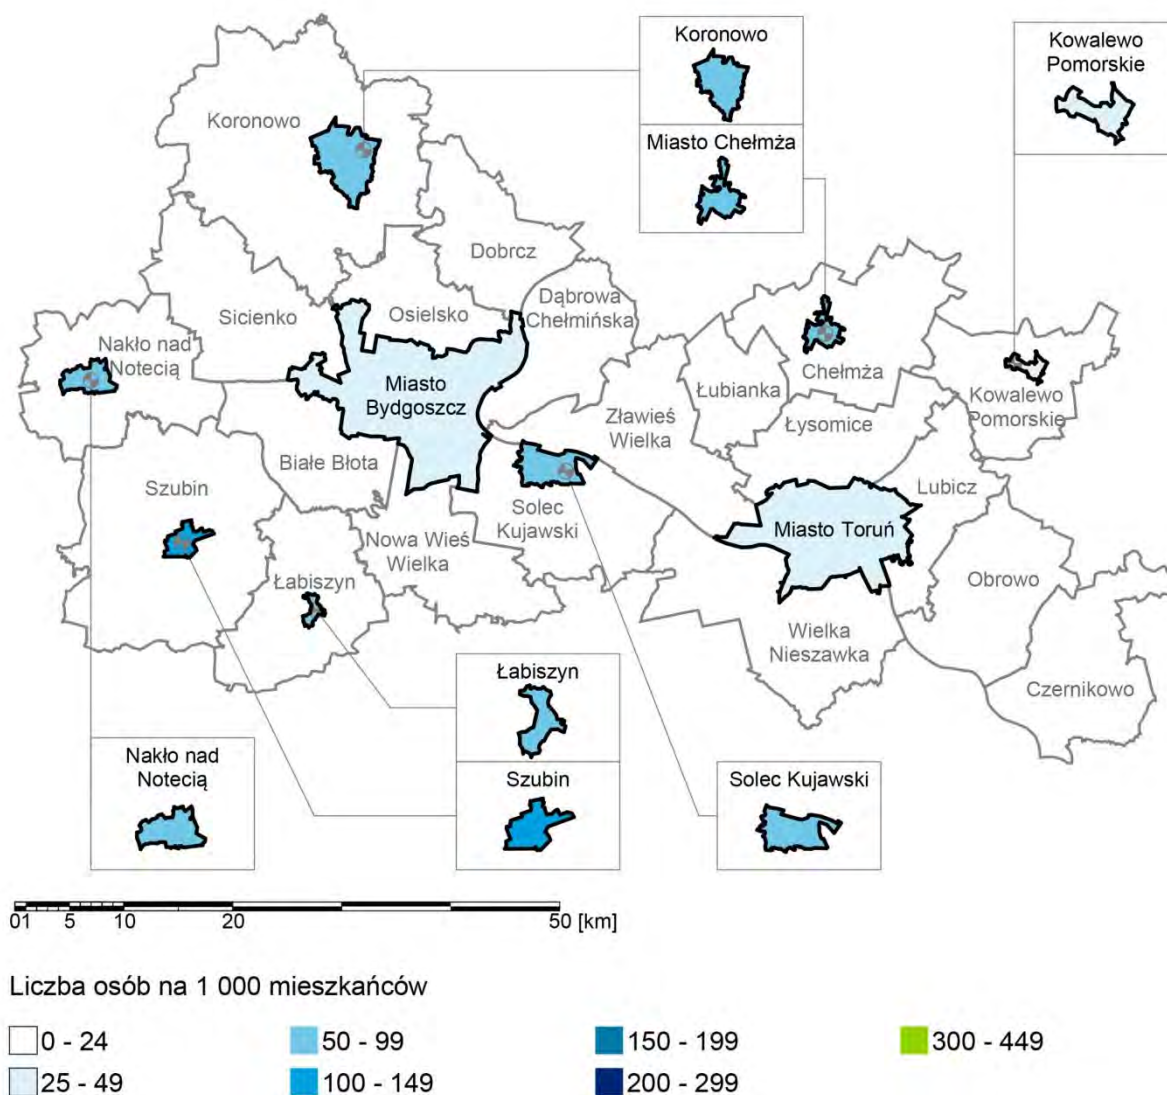 Koronowo
Kowalewo
Pomorskie
Miasto Chełmża
Koronowo
Dobrcz
Dąbrowa
Chełmińska
Sicienko
Osielsko
Nakło nad
Notecią
Miasto
Bydgoszcz
Chełmża
Łubianka
Kowalewo
Pomorskie
Zławieś
Wielka
Łysomice
Białe Błota
Szubin
Solec
Kujawski
Lubicz
Miasto Toruń
Nowa Wieś
Wielka
Łabiszyn
Obrowo
Wielka
Nieszawka
Czernikowo
Łabiszyn
Nakło nad
Notecią
Szubin
Solec Kujawski
01 5 10 20 50 [km]
Liczba osób na 1 000 mieszkańców
0 - 24 50 - 99 150 - 199 300 - 449
25 - 49 100 - 149 200 - 299